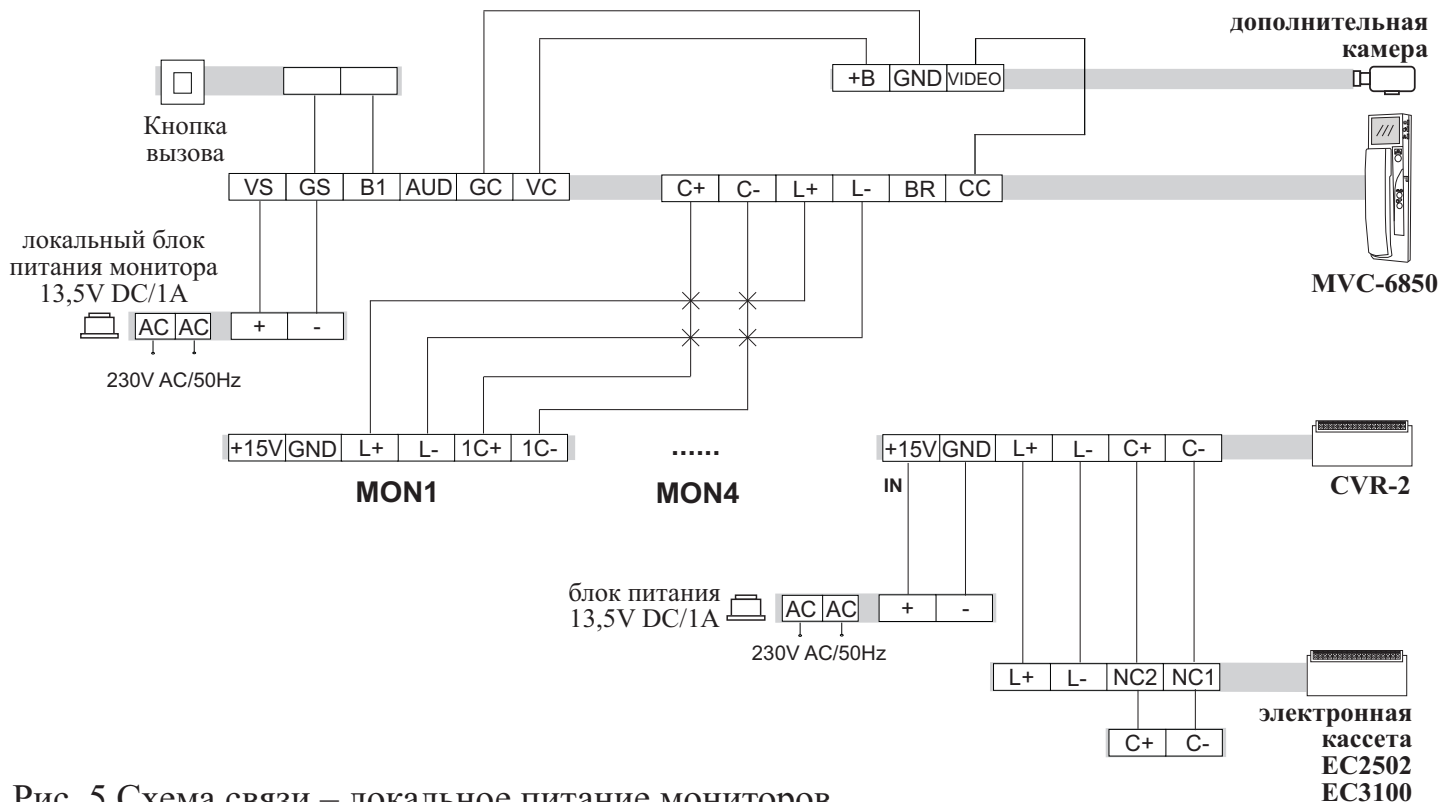 дополнительная
камера
+B GND VIDEO
Кнопка
вызова
VS GS B1 AUD GC VC
C+ C- L+ L- BR CC
локальный блок
питания монитора
13,5V DC/1A
MVC-6850
AC AC + -
230V AC/50Hz
+15V GND L+ L- 1C+ 1C-
......
+15V GND L+ L- C+ C-
MON1
MON4
IN
CVR-2
блок питания
13,5V DC/1A
AC AC + -
230V AC/50Hz
L+ L- NC2 NC1
C+ C-
электронная
кассета
EC2502
EC3100
Рис. 5 Схема связи – локальное питание мониторов